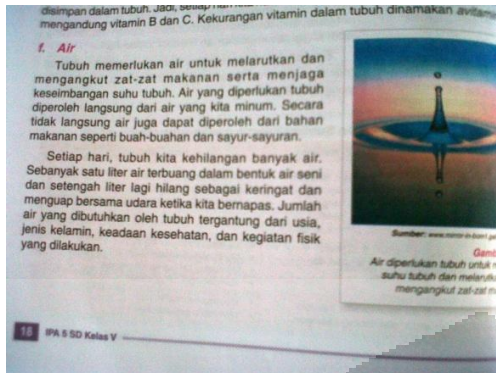 disimpan dalam tubuh. Jadi, setiap
mengandung vitamin B dan C. Kekurangan vitamin dalam tubuh dinamakan
f. Air
Tubuh memerlukan air untuk melarutkan dan
mengangkut zat-zat makanan serta menjaga
keseimbangan suhu tubuh. Air yang diperlukan tubuh
diperoleh langsung dari air yang kita minum. Secara
tidak langsung air juga dapat diperoleh dari bahan
makanan seperti buah-buahan dan sayur-sayuran.
Setiap hari, tubuh kita kehilangan banyak air.
Sebanyak satu liter air terbuang dalam bentuk air seni
dan setengah liter lagi hilang sebagai keringat dan
menguap bersama udara ketika kita bernapas. Jumlah
air yang dibutuhkan oleh tubuh tergantung dari usia,
jenis kelamin, keadaan kesehatan, dan kegiatan fisik
yang dilakukan.
Sumber:
Gamb
Air diperlukan tubuh untuk
suhu tubuh dan melarutk
mengangkut zat-zat m
18 IPA 5 SD Kelas V